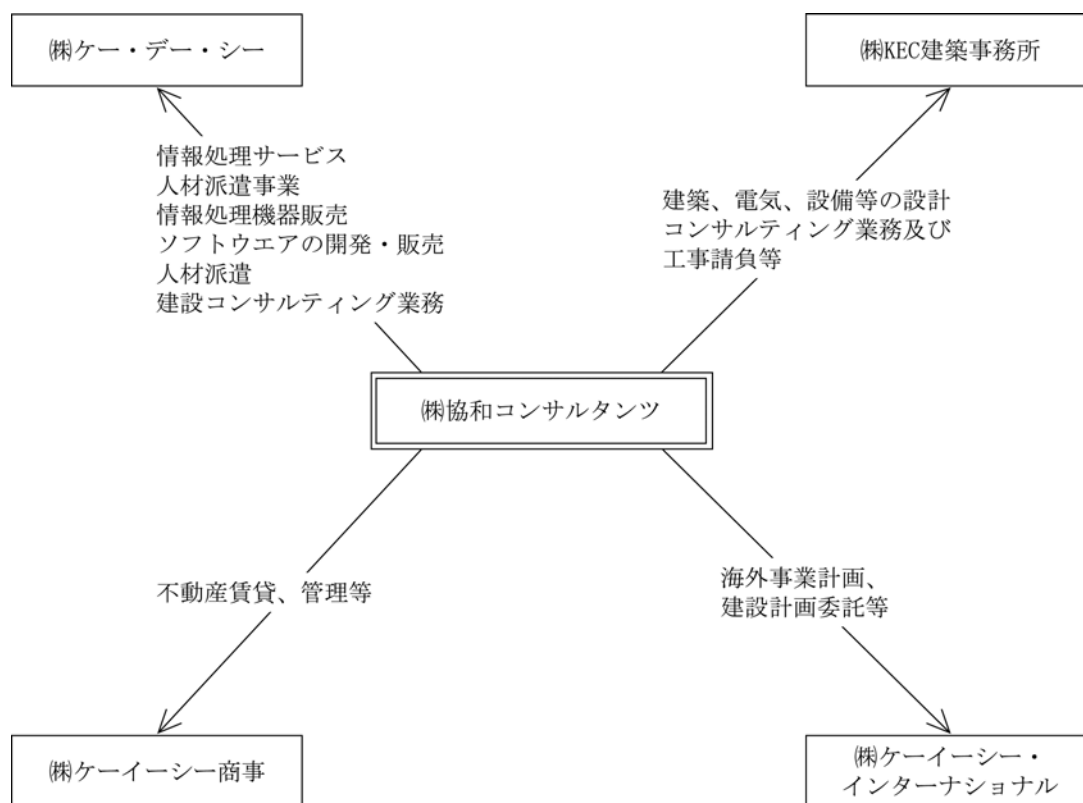 ㈱ケー・デー・シー
㈱KEC建築事務所
情報処理サービス
人材派遣事業
情報処理機器販売
ソフトウエアの開発・販売
人材派遣
建設コンサルティング業務
建築、電気、設備等の設計
コンサルティング業務及び
工事請負等
㈱協和コンサルタンツ
不動産賃貸、管理等
海外事業計画、
建設計画委託等
㈱ケーイーシー商事
㈱ケーイーシー・
インターナショナル